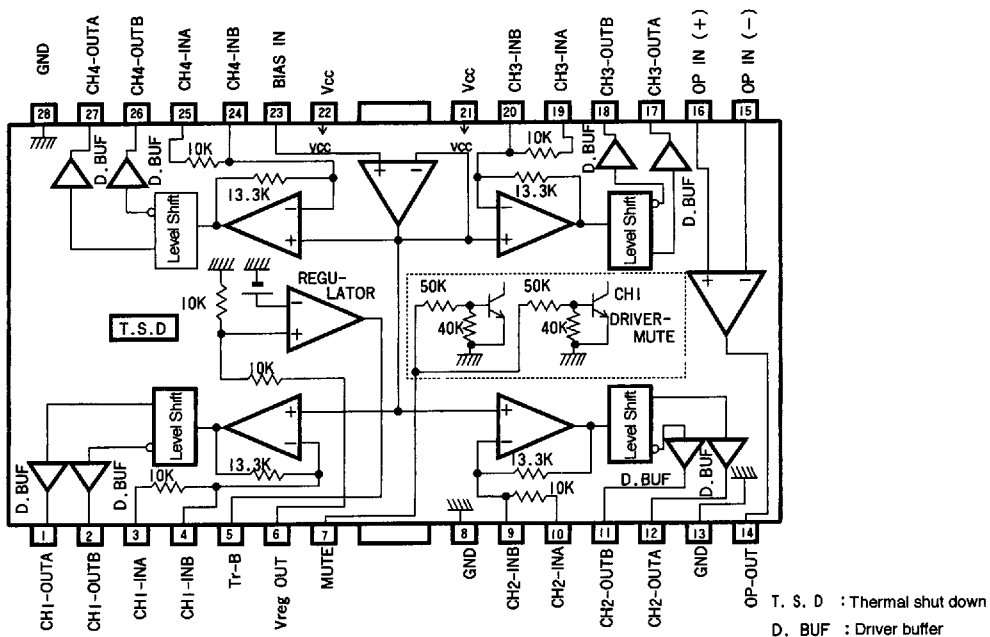 GND
CH4-OUTA
CH4-OUTB
CH4-INA
CH4-INB
BIAS IN
Vcc
Vcc
CH3-INB
CH3-INA
CH3-OUTB
CH3-OUTA
OP IN (+)
OP IN (-)
28 27 26 25 24 23 22 21 20 19 18 17 16 15
D. BUF
D. BUF
10K
VCC
VCC
10K
D. BUF
D. BUF
13.3K
13.3K
Level Shift
Level Shift
− +
+ −
− +
+ −
REGU-
LATOR
10K
− +
50K
50K
CH1
40K
40K
DRIVER-
MUTE
T.S.D
10K
Level Shift
Level Shift
+ −
+ −
13.3K
13.3K
D. BUF
D. BUF
10K
10K
D. BUF
D. BUF
1 2 3 4 5 6 7 8 9 10 11 12 13 14
CH1-OUTA
CH1-OUTB
CH1-INA
CH1-INB
Tr-B
Vreg OUT
MUTE
GND
CH2-INB
CH2-INA
CH2-OUTB
CH2-OUTA
GND
OP-OUT
T. S. D : Thermal shut down
D. BUF : Driver buffer